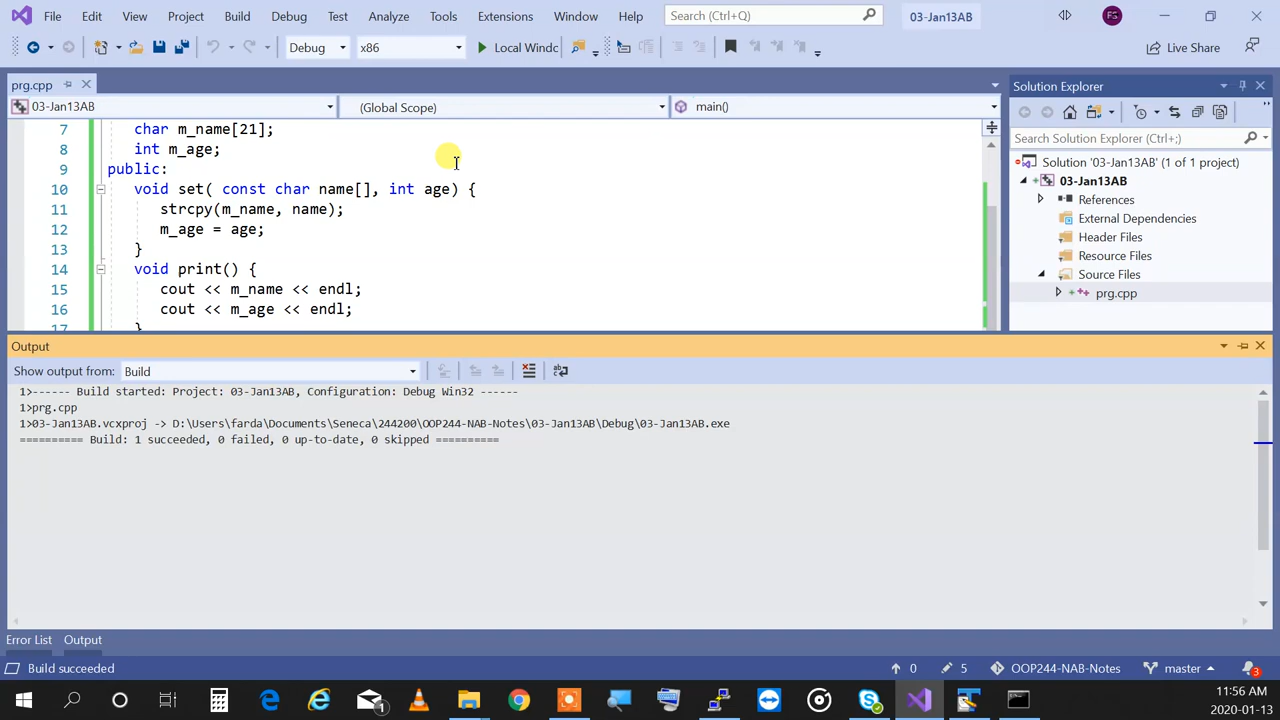 File Edit View Project Build Debug Test Analyze Tools Extensions Window Help Search (Ctrl+Q) 03-Jan13AB FG
Debug x86 Local Windc Live Share
prg.cpp
03-Jan13AB (Global Scope) main()
7 char m_name[21];
8 int m_age;
9 public:
10 void set( const char name[], int age) {
11 strcpy(m_name, name);
12 m_age = age;
13 }
14 void print() {
15 cout << m_name << endl;
16 cout << m_age << endl;
17 }
Solution Explorer
Search Solution Explorer (Ctrl+;)
Solution '03-Jan13AB' (1 of 1 project)
03-Jan13AB
References
External Dependencies
Header Files
Resource Files
Source Files
prg.cpp
Output
Show output from: Build
1>------ Build started: Project: 03-Jan13AB, Configuration: Debug Win32 ------
1>prg.cpp
1>03-Jan13AB.vcxproj -> D:\Users\farda\Documents\Seneca\244200\OOP244-NAB-Notes\03-Jan13AB\Debug\03-Jan13AB.exe
========== Build: 1 succeeded, 0 failed, 0 up-to-date, 0 skipped ==========
Error List Output
Build succeeded 0 5 OOP244-NAB-Notes master 3
1
11:56 AM
2020-01-13